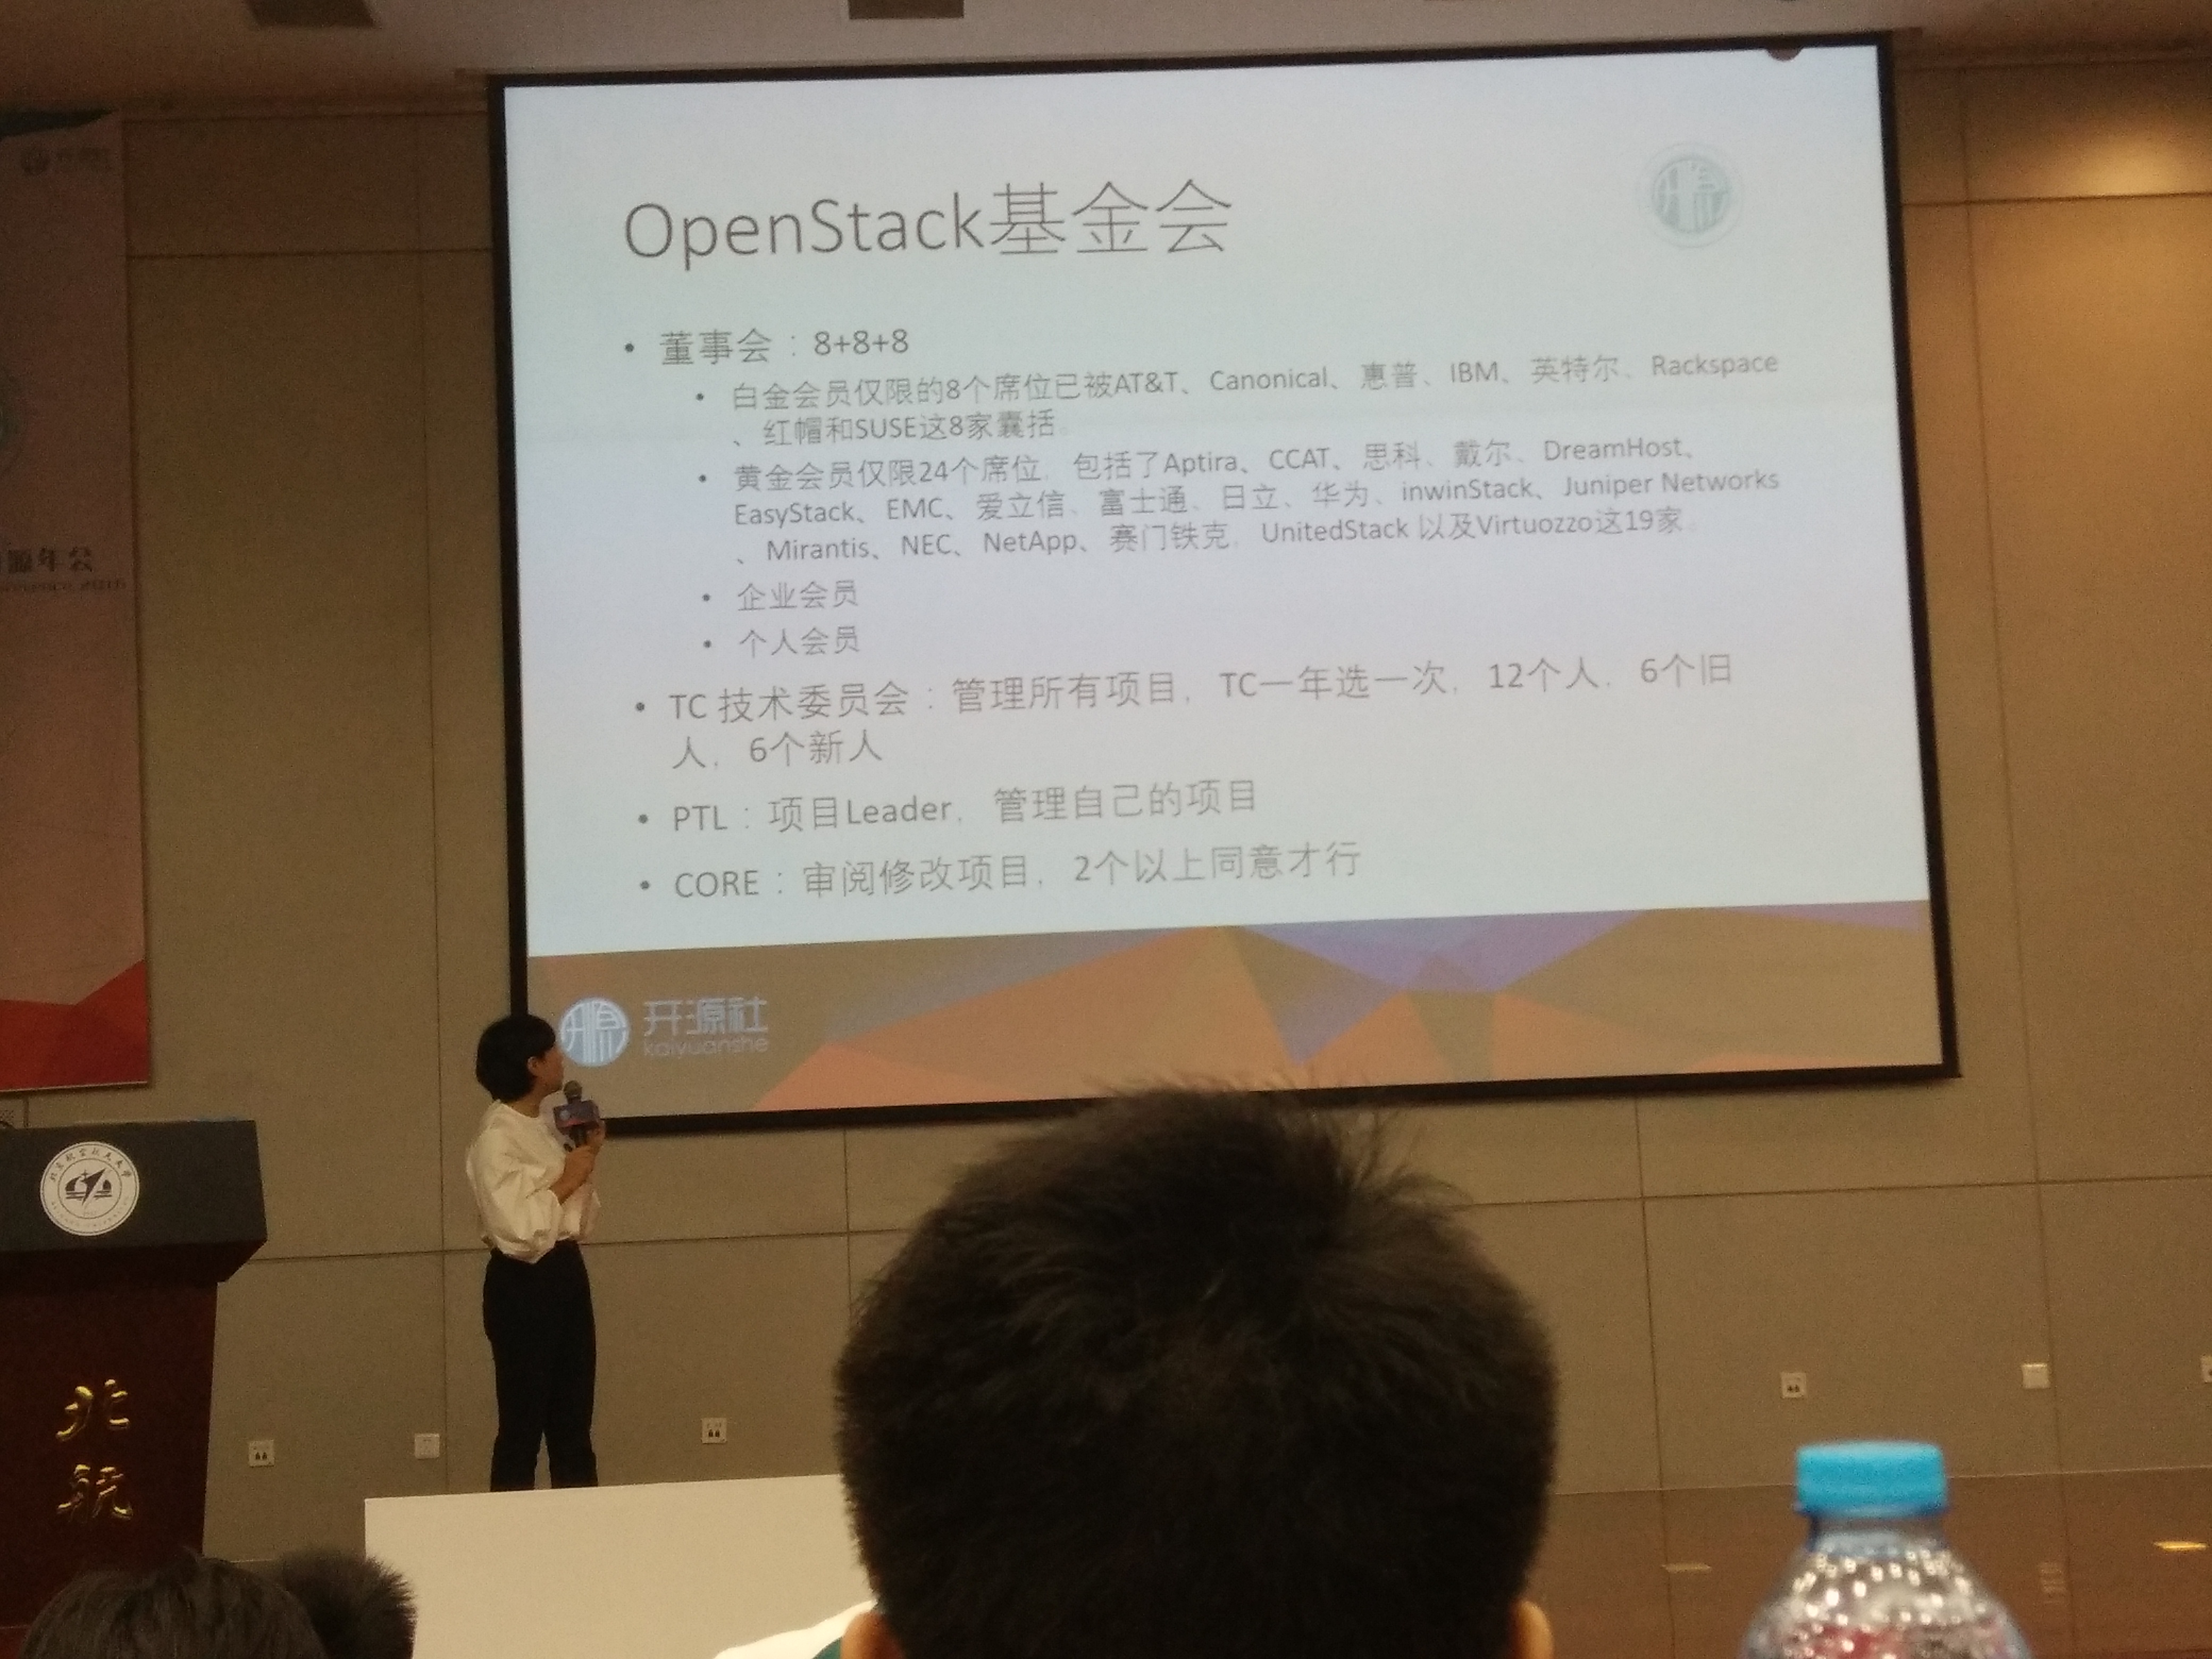 OpenStack基金会
• 董事会：8+8+8
• 白金会员仅限的8个席位已被AT&T、Canonical、惠普、IBM、英特尔、Rackspace
、红帽和SUSE这8家囊括。
• 黄金会员仅限24个席位，包括了Aptira、CCAT、思科、戴尔、DreamHost、
EasyStack、EMC、爱立信、富士通、日立、华为、inwinStack、Juniper Networks
、Mirantis、NEC、NetApp、赛门铁克，UnitedStack 以及Virtuozzo这19家。
• 企业会员
• 个人会员
• TC 技术委员会：管理所有项目，TC一年选一次，12个人，6个旧
人，6个新人
• PTL：项目Leader，管理自己的项目
• CORE：审阅修改项目，2个以上同意才行
开源社
kaiyuanshe
源年会
北京航空航天大学
北
航